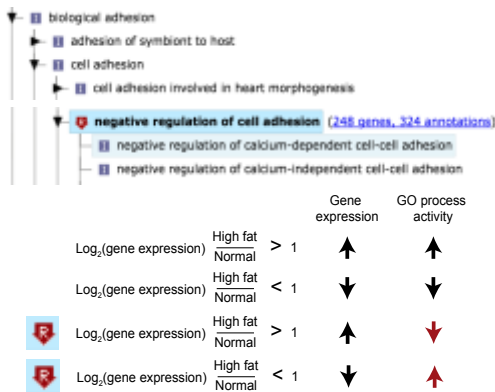 biological adhesion
adhesion of symbiont to host
cell adhesion
cell adhesion involved in heart morphogenesis
negative regulation of cell adhesion (248 genes, 324 annotations)
negative regulation of calcium-dependent cell-cell adhesion
negative regulation of calcium-independent cell-cell adhesion
Gene expression GO process activity
Log2(gene expression) High fat / Normal > 1
Log2(gene expression) High fat / Normal < 1
R Log2(gene expression) High fat / Normal > 1
R Log2(gene expression) High fat / Normal < 1